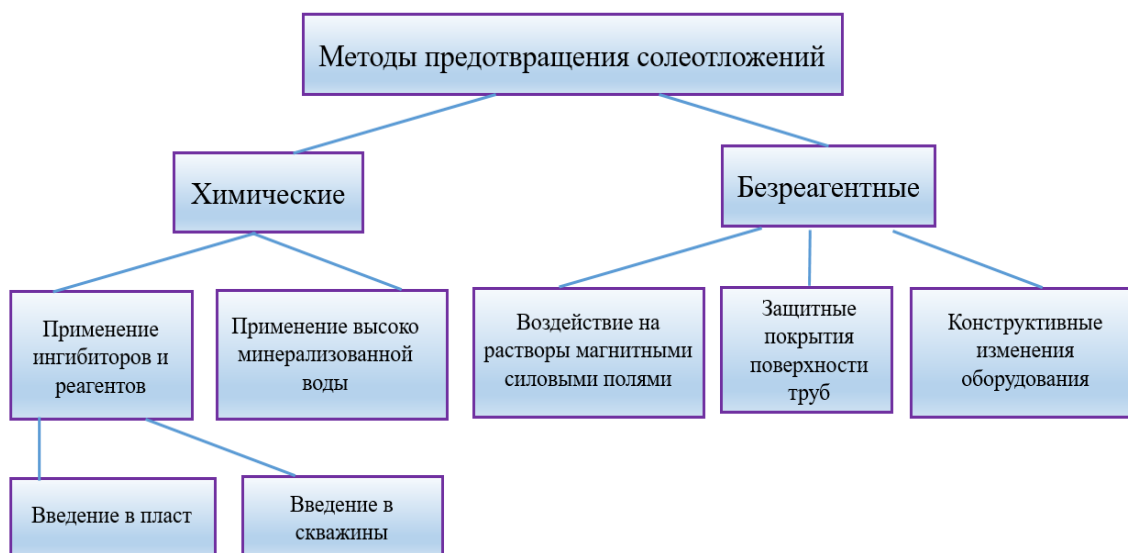 Методы предотвращения солеотложений
Химические
Безреагентные
Применение
ингибиторов и
реагентов
Применение высоко
минерализованной
воды
Воздействие на
растворы магнитными
силовыми полями
Защитные
покрытия
поверхности
труб
Конструктивные
изменения
оборудования
Введение в пласт
Введение в
скважины